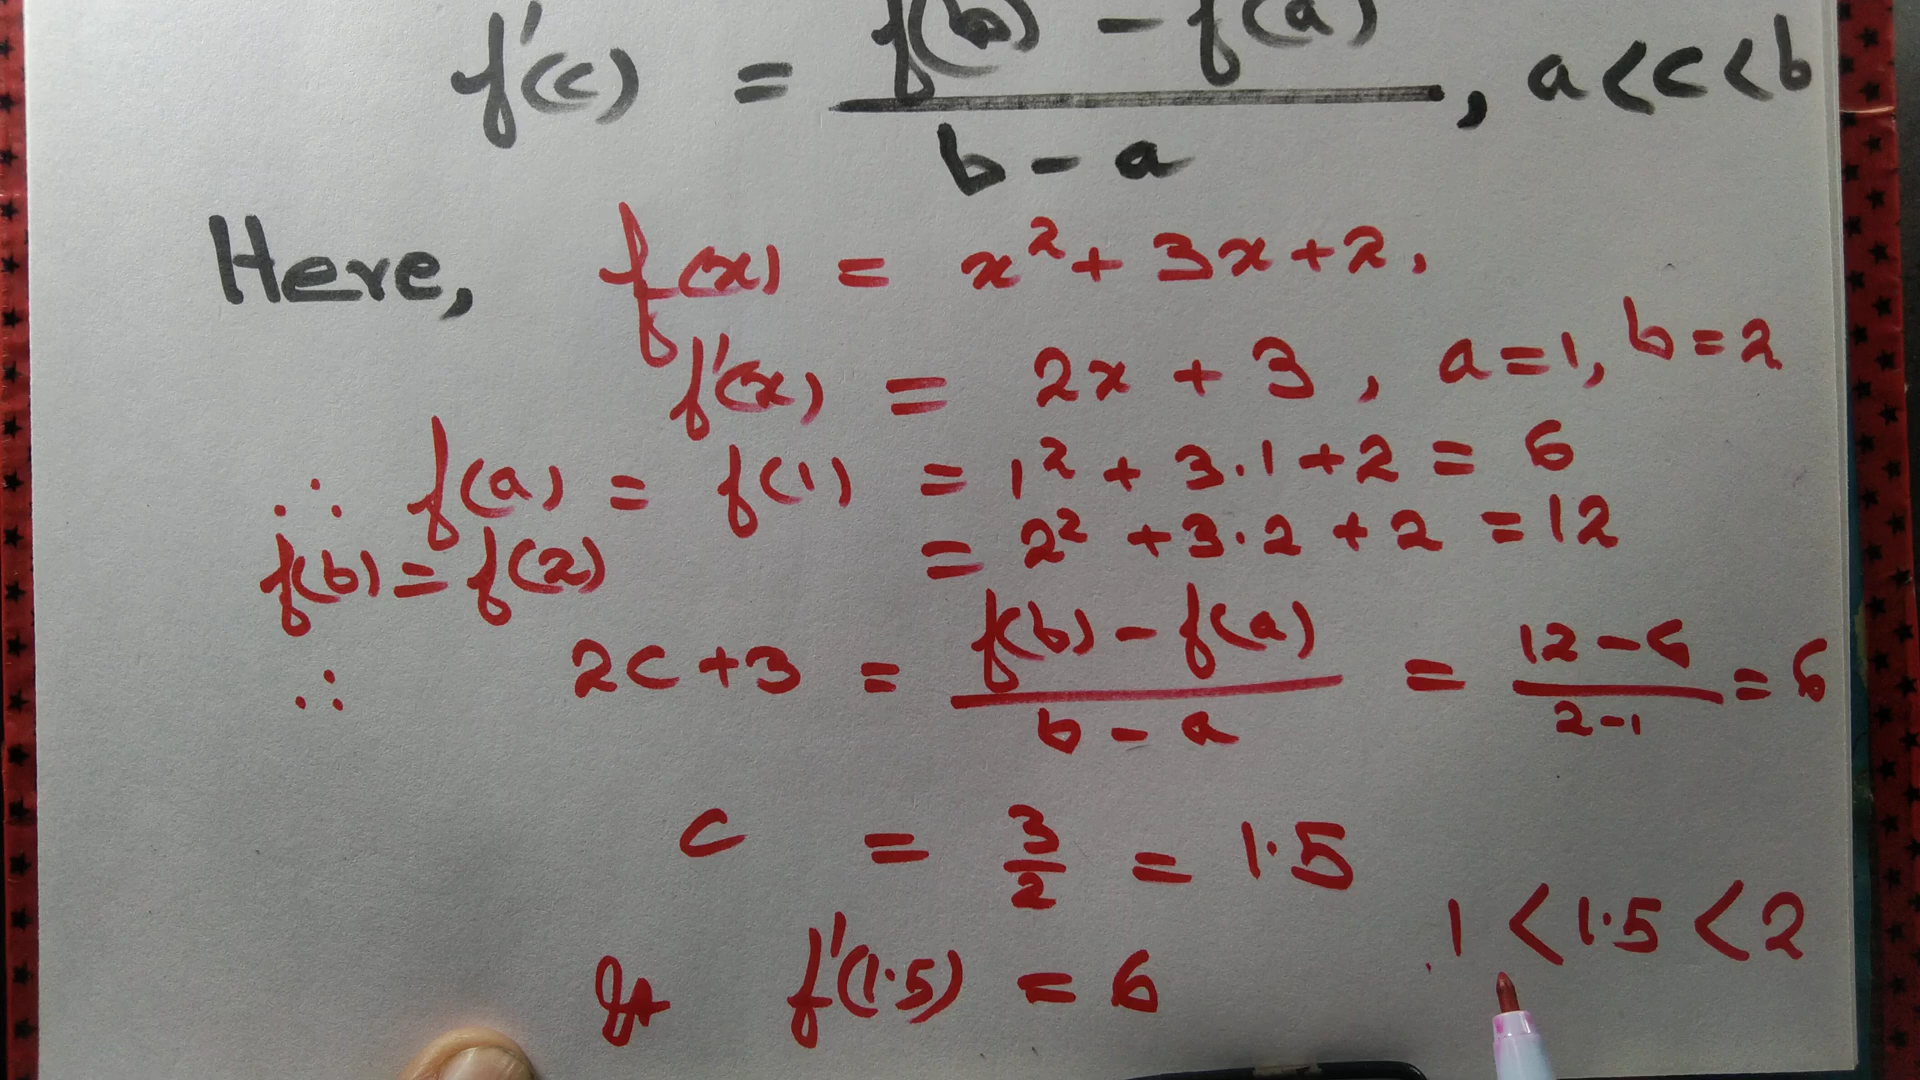 f'(c) = f(b) - f(a) / b - a , a < c < b
Here, f(x) = x² + 3x + 2,
f'(x) = 2x + 3, a = 1, b = 2
∴ f(a) = f(1) = 1² + 3·1 + 2 = 6
f(b) = f(2) = 2² + 3·2 + 2 = 12
∴ 2c + 3 = f(b) - f(a) / b - a = 12 - 6 / 2 - 1 = 6
c = 3/2 = 1·5
1 < 1·5 < 2
f'(1·5) = 6